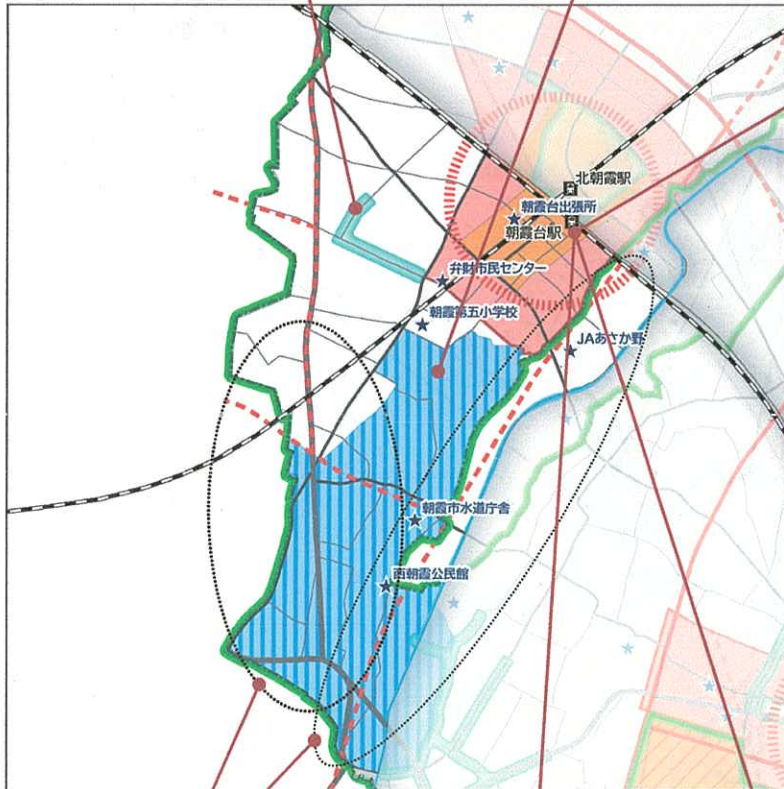 北朝霞駅
朝霞台出張所
朝霞台駅
弁財市民センター
朝霞第五小学校
JAあさか野
朝霞市水道庁舎
南朝霞公民館